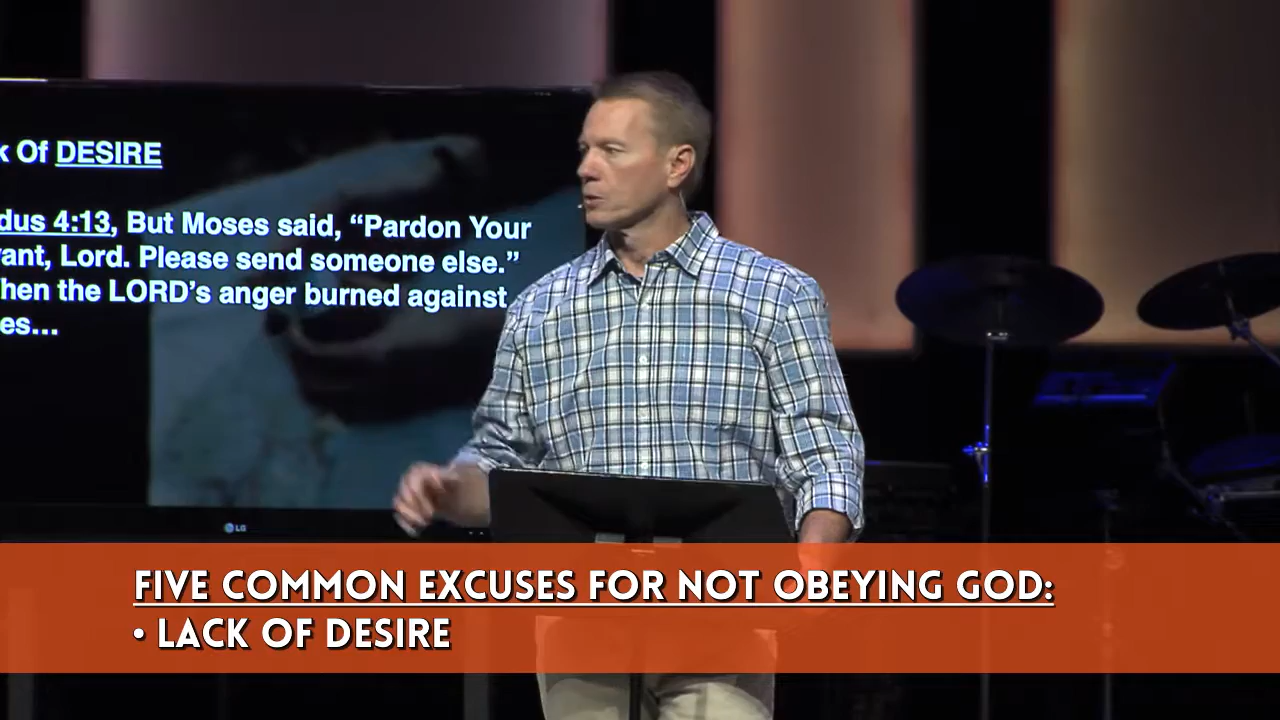 k Of DESIRE
dus 4:13, But Moses said, “Pardon Your
ant, Lord. Please send someone else.”
hen the LORD’s anger burned against
es...
LG
FIVE COMMON EXCUSES FOR NOT OBEYING GOD:
• LACK OF DESIRE